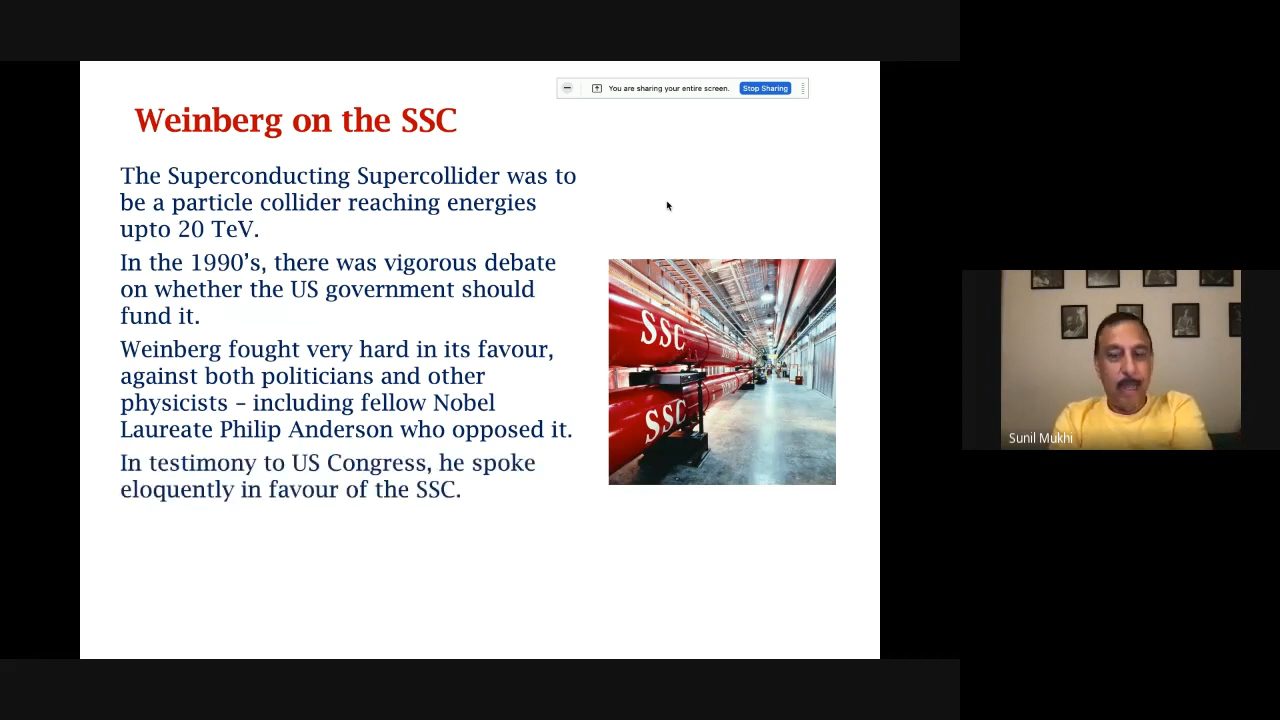 You are sharing your entire screen. Stop Sharing
Weinberg on the SSC
The Superconducting Supercollider was to
be a particle collider reaching energies
upto 20 TeV.
In the 1990’s, there was vigorous debate
on whether the US government should
fund it.
Weinberg fought very hard in its favour,
against both politicians and other
physicists – including fellow Nobel
Laureate Philip Anderson who opposed it.
In testimony to US Congress, he spoke
eloquently in favour of the SSC.
SSC
SSC
Sunil Mukhi